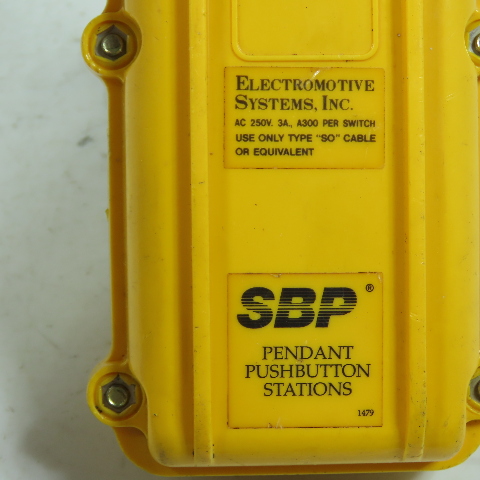 ELECTROMOTIVE
SYSTEMS, INC.
AC 250V. 3A., A300 PER SWITCH
USE ONLY TYPE "SO" CABLE
OR EQUIVALENT
SBP®
PENDANT
PUSHBUTTON
STATIONS
1479